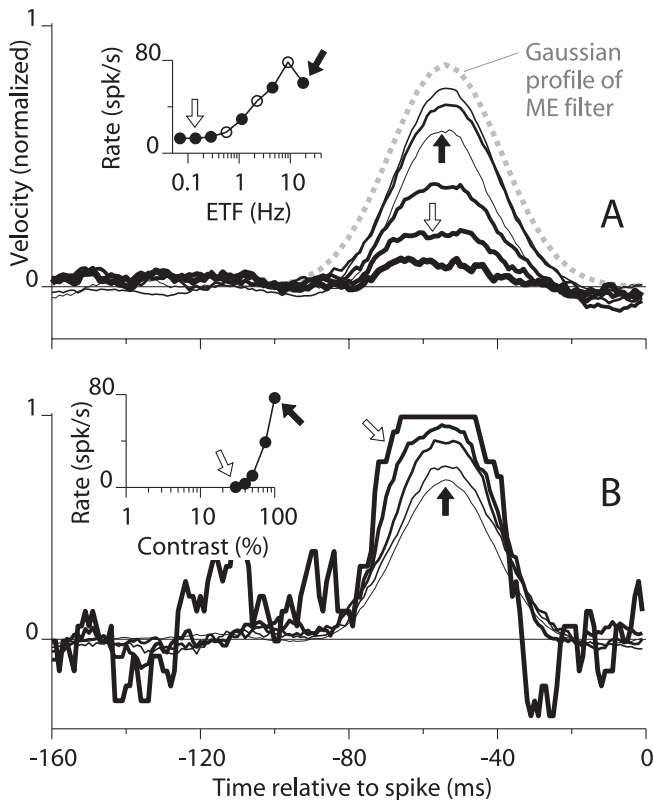 1
80
Rate (spk/s)
0
0.1
1
10
ETF (Hz)
Gaussian
profile of
ME filter
Velocity (normalized)
A
0
80
Rate (spk/s)
0
1
10
100
Contrast (%)
1
B
0
-160
-120
-80
-40
0
Time relative to spike (ms)